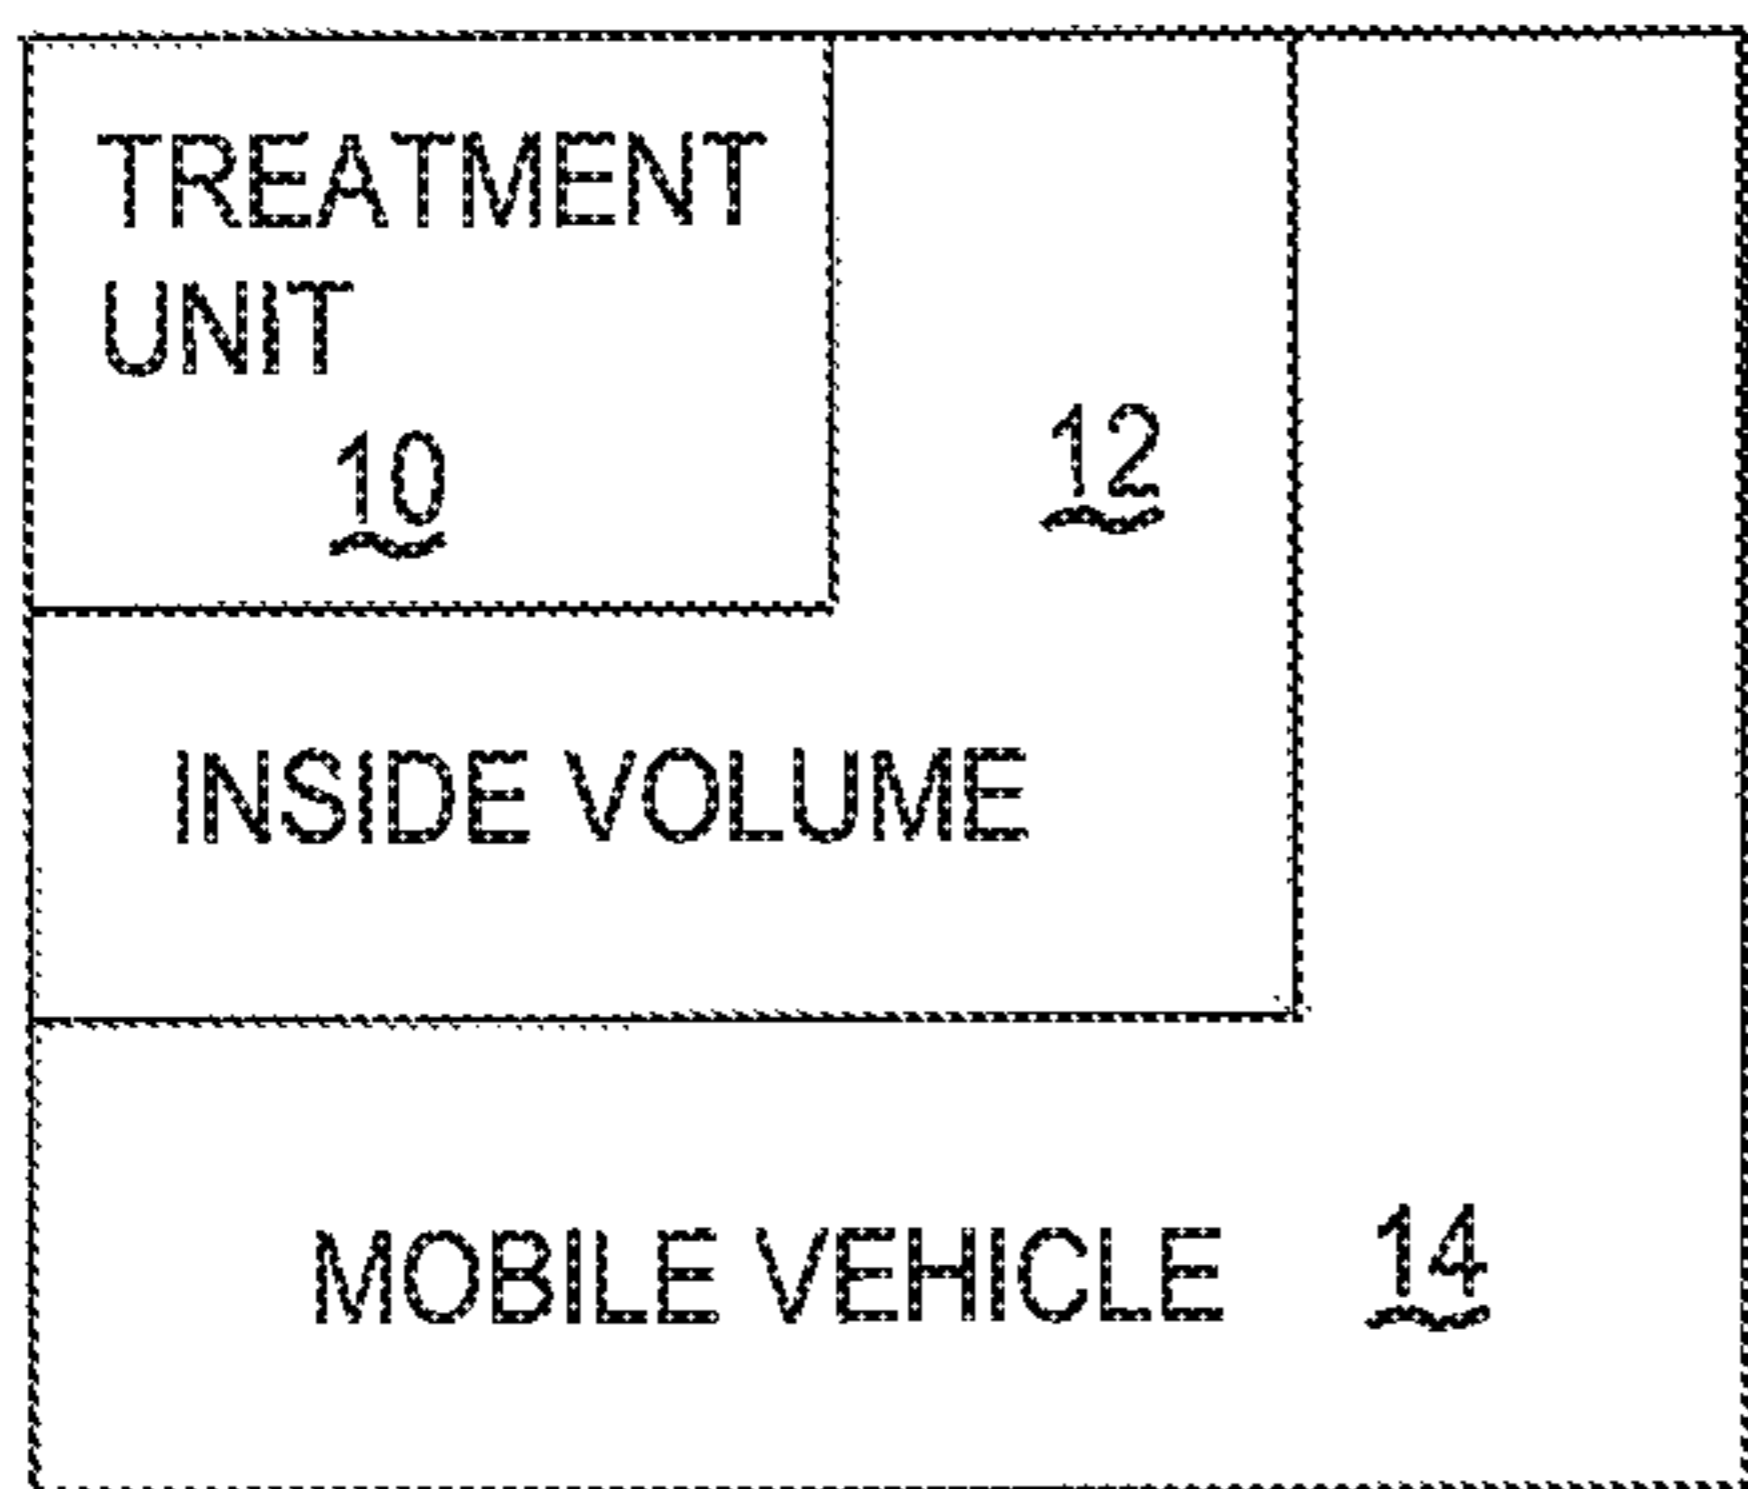 TREATMENT
UNIT
10
12
INSIDE VOLUME
MOBILE VEHICLE 14